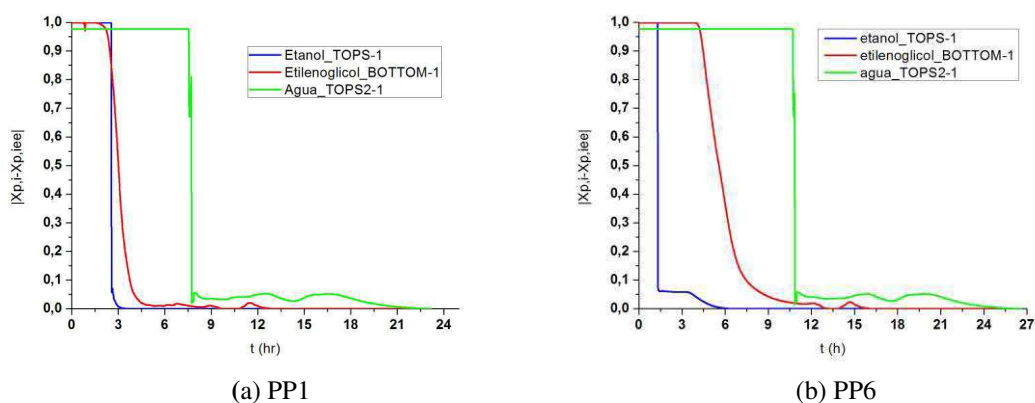 1,0
0,9
0,8
0,7
0,6
0,5
0,4
0,3
0,2
0,1
0,0
|Xp,i-Xp,iee|
Etanol_TOPS-1
Etilenoglicol_BOTTOM-1
Agua_TOPS2-1
0 3 6 9 12 15 18 21 24
t (hr)
(a) PP1
1,0
0,9
0,8
0,7
0,6
0,5
0,4
0,3
0,2
0,1
0,0
|Xp,i-Xp,iee|
etanol_TOPS-1
etilenoglicol_BOTTOM-1
agua_TOPS2-1
0 3 6 9 12 15 18 21 24 27
t (h)
(b) PP6